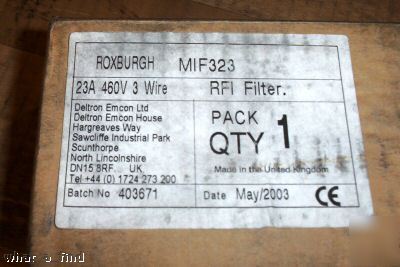 ROXBURGH MIF323
23A 460V 3 Wire RFI Filter.
Deltron Emcon Ltd
Deltron Emcon House
Hargreaves Way
Sawcliffe Industrial Park
Scunthorpe
North Lincolnshire
DN15 8RF. UK
Tel +44 (0) 1724 273 200
PACK
QTY 1
Made in the United Kingdom
Batch No 403671 Date May/2003 CE
what a find